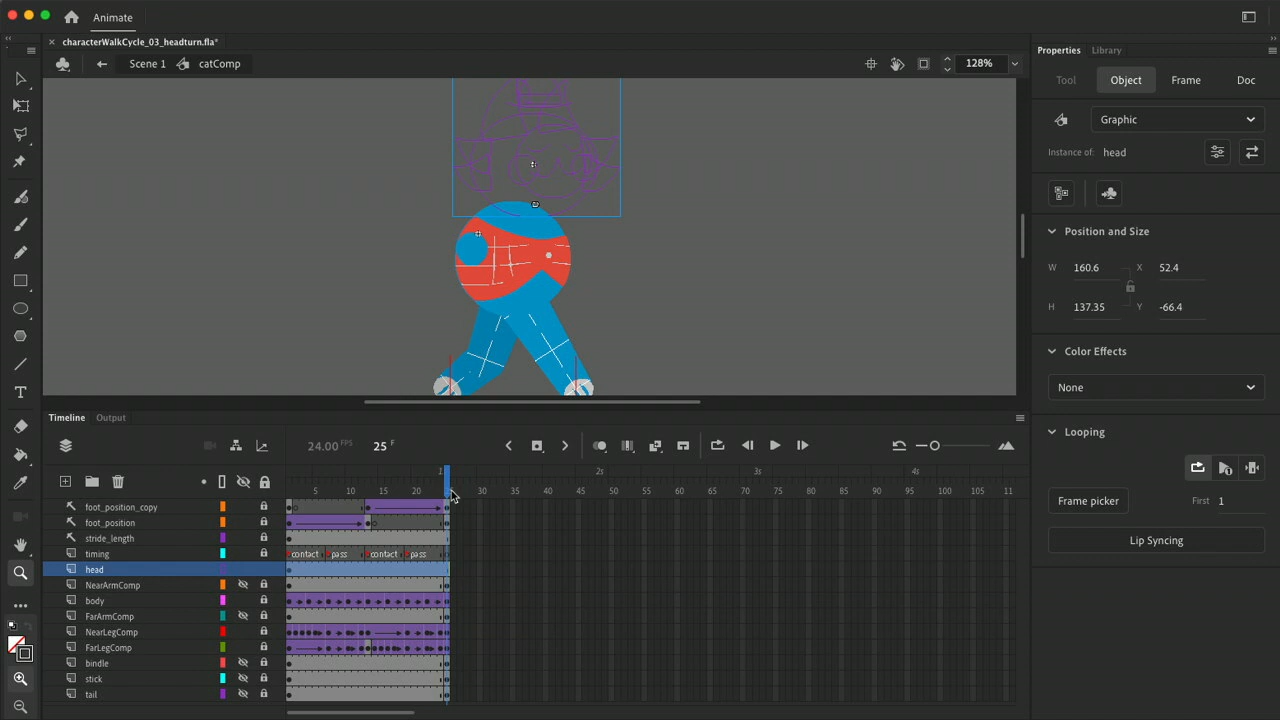 Animate
characterWalkCycle_03_headturn.fla*
Scene 1
catComp
128%
Properties
Library
Tool
Object
Frame
Doc
Graphic
Instance of:
head
Position and Size
W
160.6
X
52.4
H
137.35
Y
-66.4
Color Effects
None
Looping
Frame picker
First
1
Lip Syncing
Timeline
Output
24.00 FPS
25 F
1
2s
3s
4s
5
10
15
20
30
35
40
45
50
55
60
65
70
75
80
85
90
95
100
105
11
foot_position_copy
foot_position
stride_length
timing
contact
pass
contact
pass
head
NearArmComp
body
FarArmComp
NearLegComp
FarLegComp
bindle
stick
tail